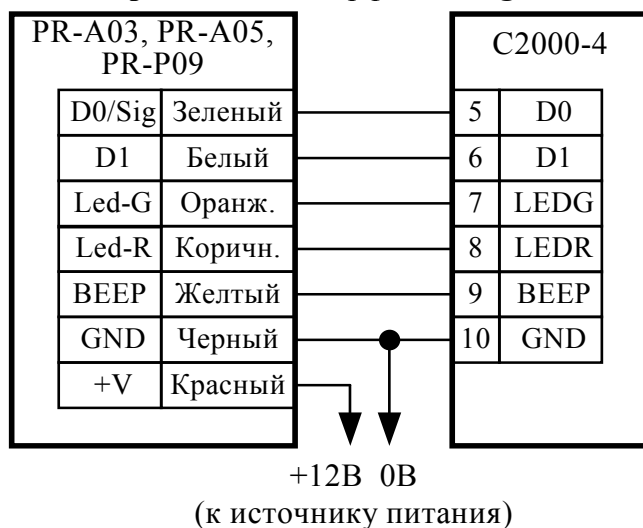 PR-A03, PR-A05,
PR-P09
C2000-4
D0/Sig Зеленый 5 D0
D1 Белый 6 D1
Led-G Оранж. 7 LEDG
Led-R Коричн. 8 LEDR
BEEP Желтый 9 BEEP
GND Черный 10 GND
+V Красный
+12В 0В
(к источнику питания)